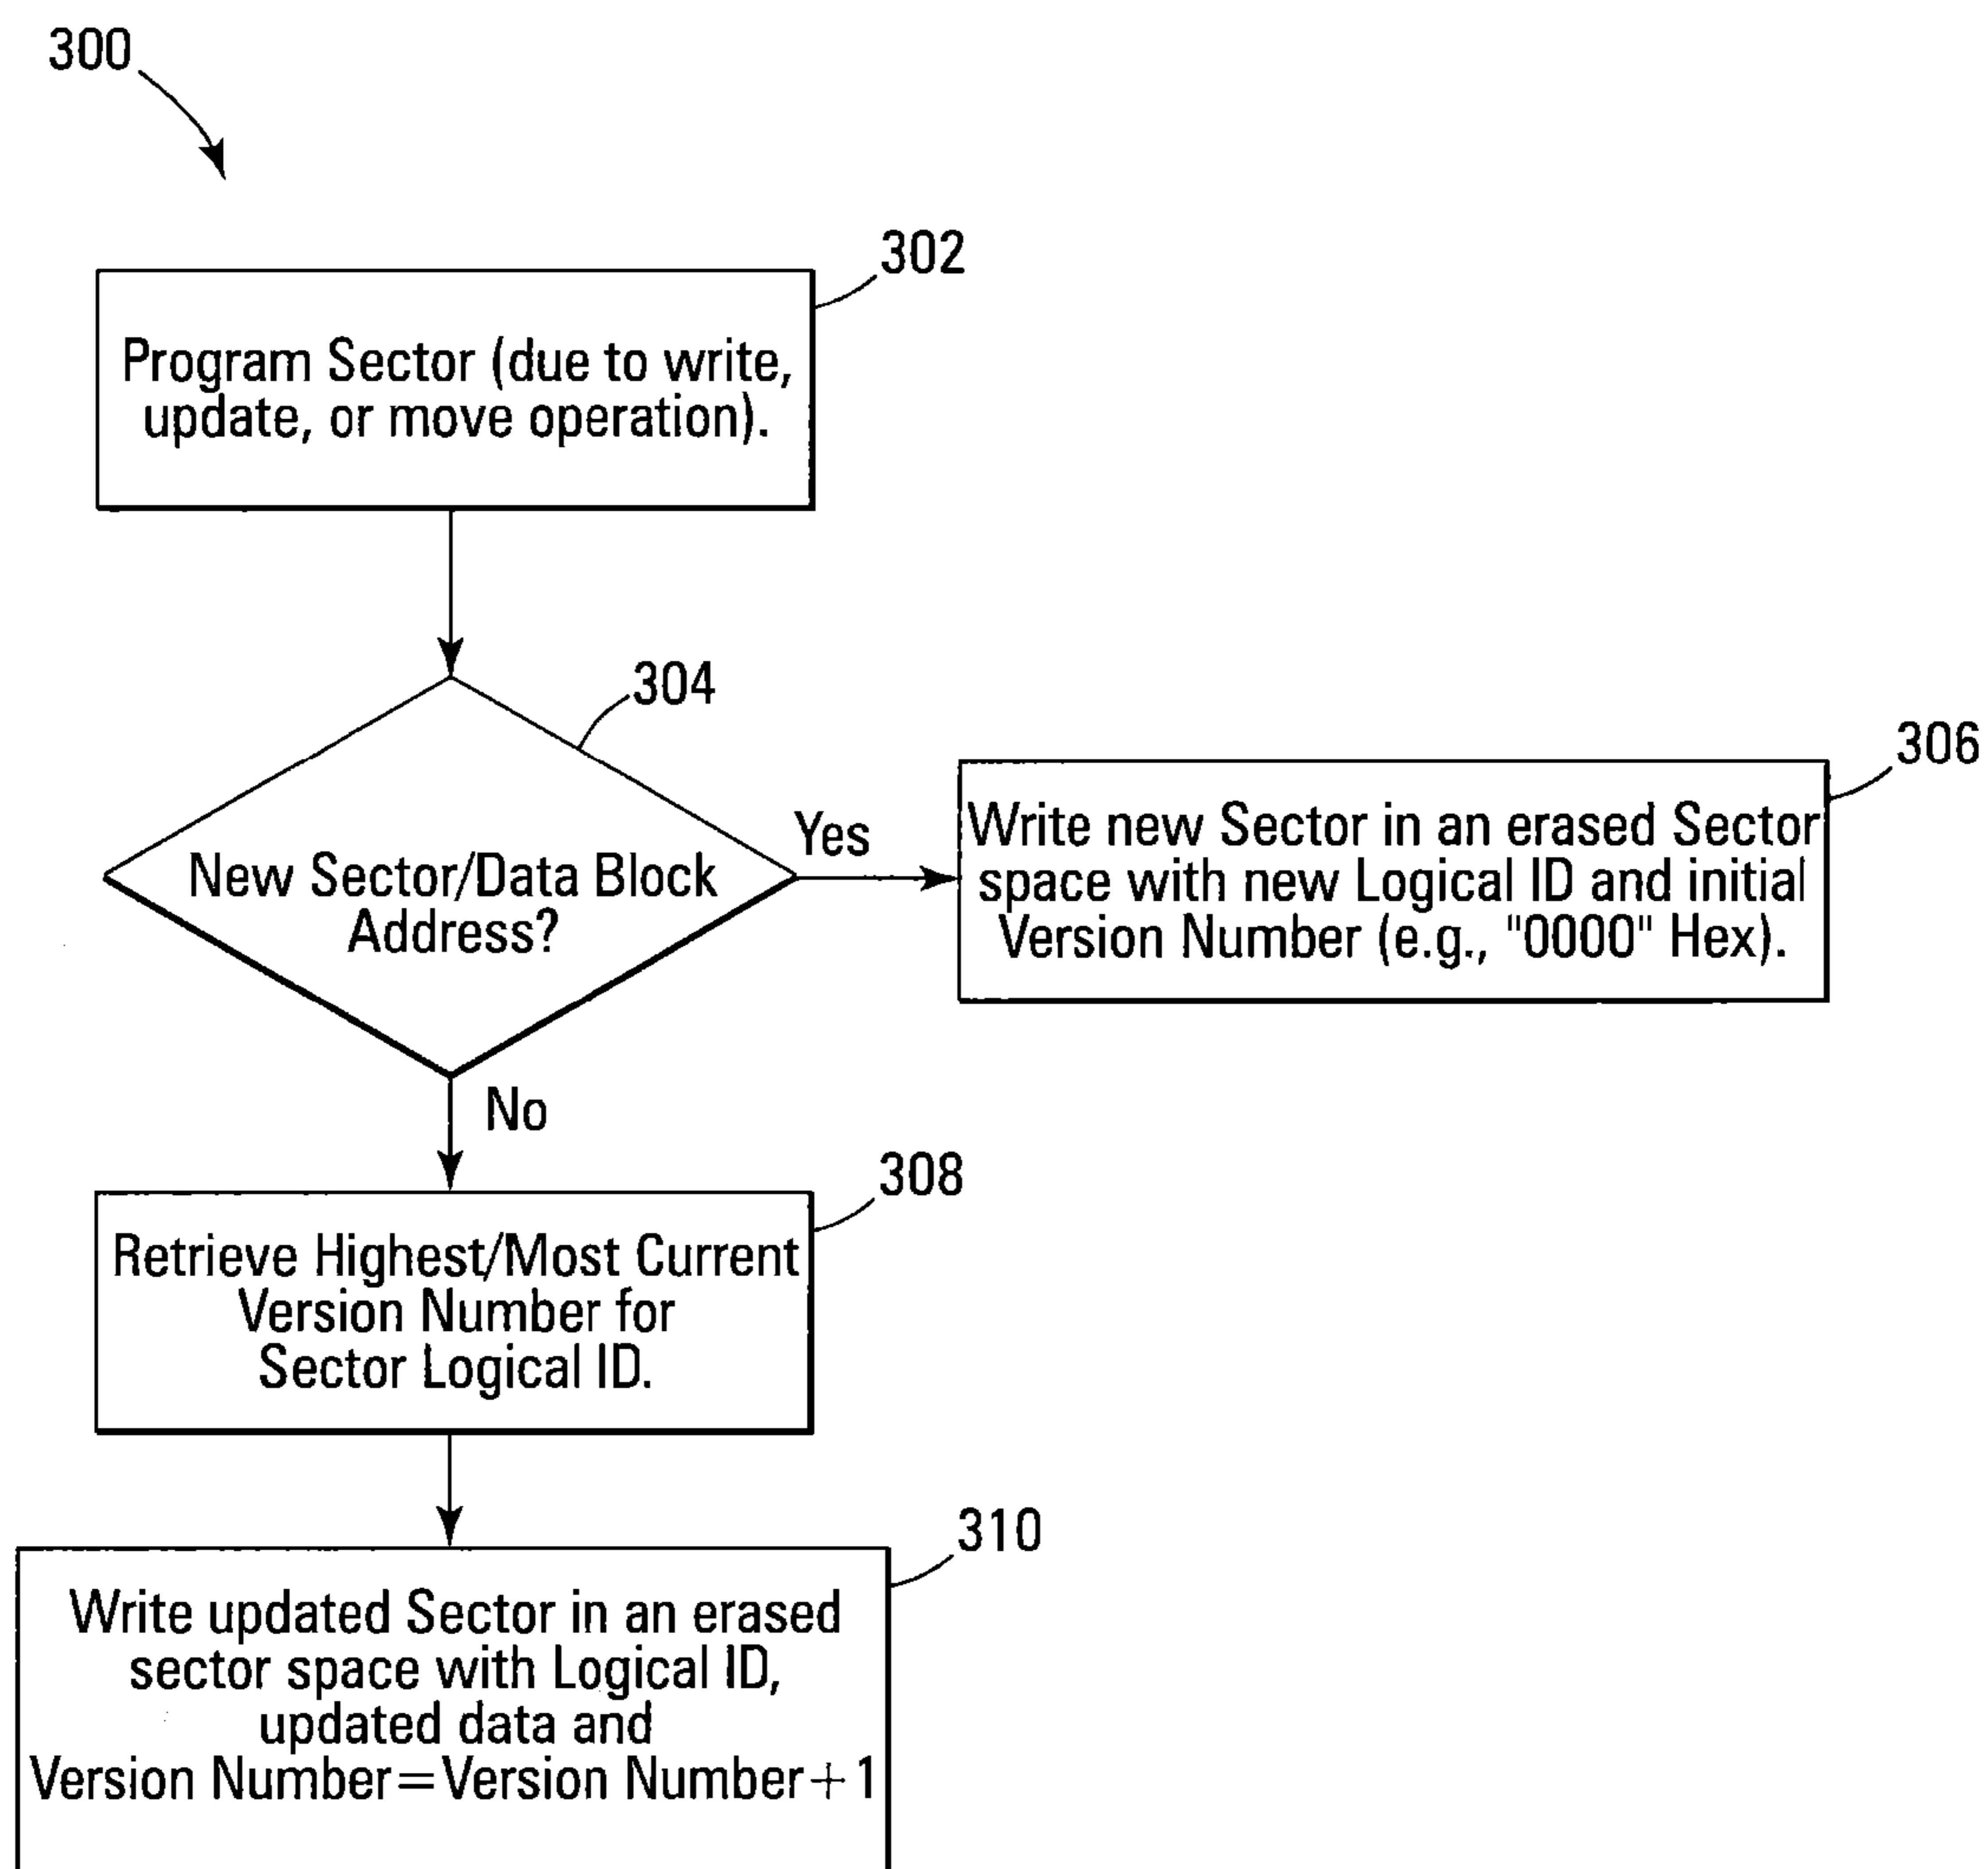 300
302
Program Sector (due to write,
update, or move operation).
304
New Sector/Data Block
Address?
Yes
306
Write new Sector in an erased Sector
space with new Logical ID and initial
Version Number (e.g., "0000" Hex).
No
308
Retrieve Highest/Most Current
Version Number for
Sector Logical ID.
310
Write updated Sector in an erased
sector space with Logical ID,
updated data and
Version Number=Version Number+1